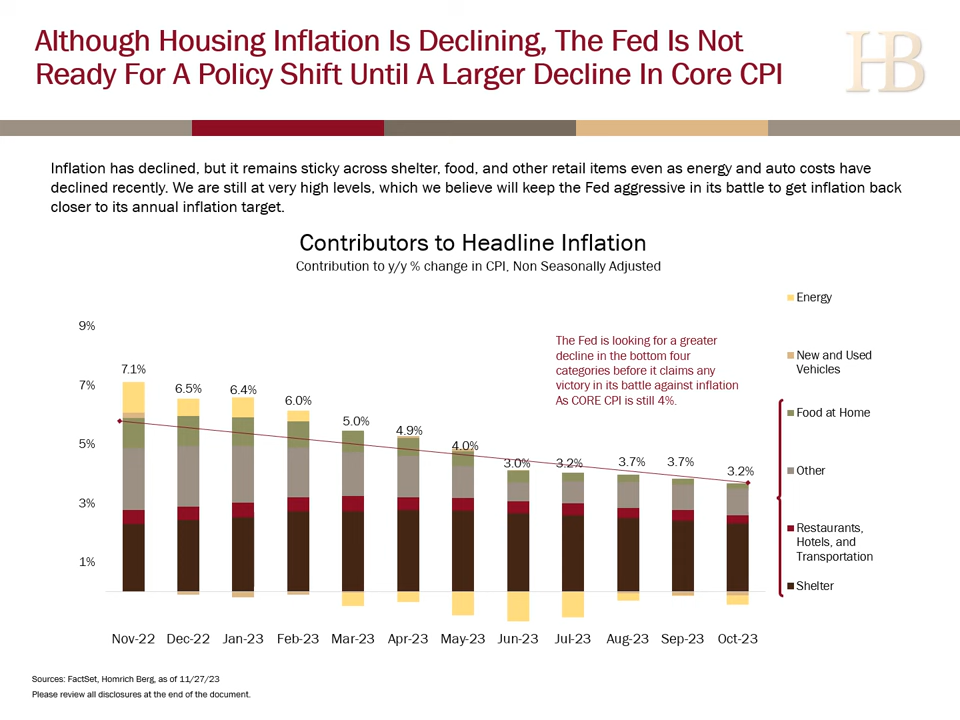 Although Housing Inflation Is Declining, The Fed Is Not
Ready For A Policy Shift Until A Larger Decline In Core CPI
HB
Inflation has declined, but it remains sticky across shelter, food, and other retail items even as energy and auto costs have
declined recently. We are still at very high levels, which we believe will keep the Fed aggressive in its battle to get inflation back
closer to its annual inflation target.
Contributors to Headline Inflation
Contribution to y/y % change in CPI, Non Seasonally Adjusted
9%
7%
5%
3%
1%
7.1%
6.5%
6.4%
6.0%
5.0%
4.9%
4.0%
3.0%
3.2%
3.7%
3.7%
3.2%
The Fed is looking for a greater
decline in the bottom four
categories before it claims any
victory in its battle against inflation
As CORE CPI is still 4%.
Energy
New and Used
Vehicles
Food at Home
Other
Restaurants,
Hotels, and
Transportation
Shelter
Nov-22 Dec-22 Jan-23 Feb-23 Mar-23 Apr-23 May-23 Jun-23 Jul-23 Aug-23 Sep-23 Oct-23
Sources: FactSet, Homrich Berg, as of 11/27/23
Please review all disclosures at the end of the document.